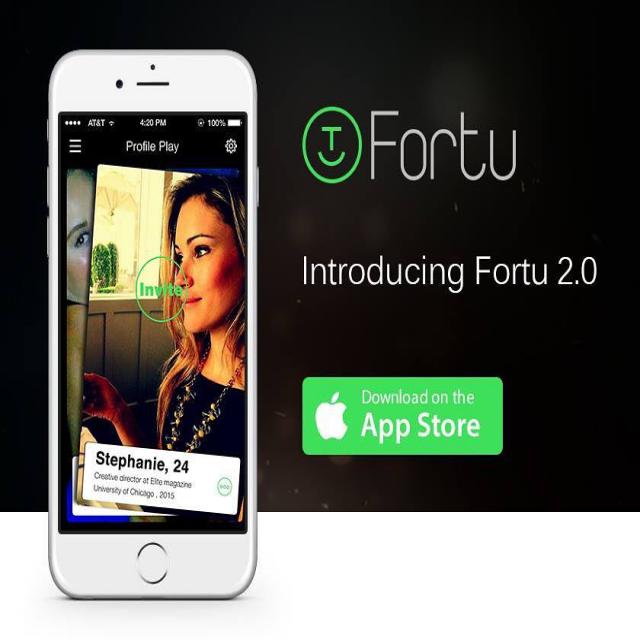 AT&T 4:20 PM 100%
Profile Play
Invite
Stephanie, 24
Creative director at Elite magazine
University of Chicago , 2015
Fortu
Introducing Fortu 2.0
Download on the
App Store